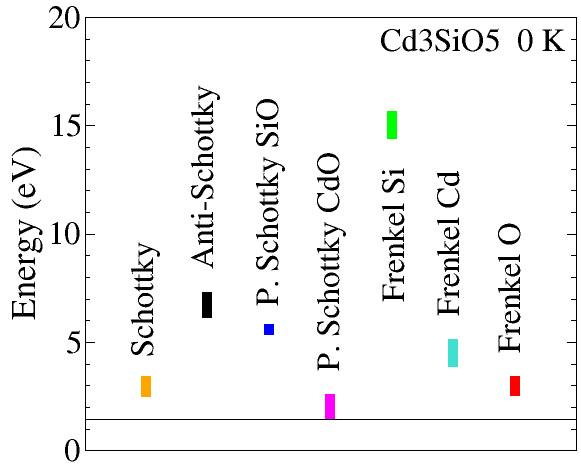 20
Cd3SiO5 0 K
15
10
5
0
Energy (eV)
Schottky
Anti-Schottky
P. Schottky SiO
P. Schottky CdO
Frenkel Si
Frenkel Cd
Frenkel O